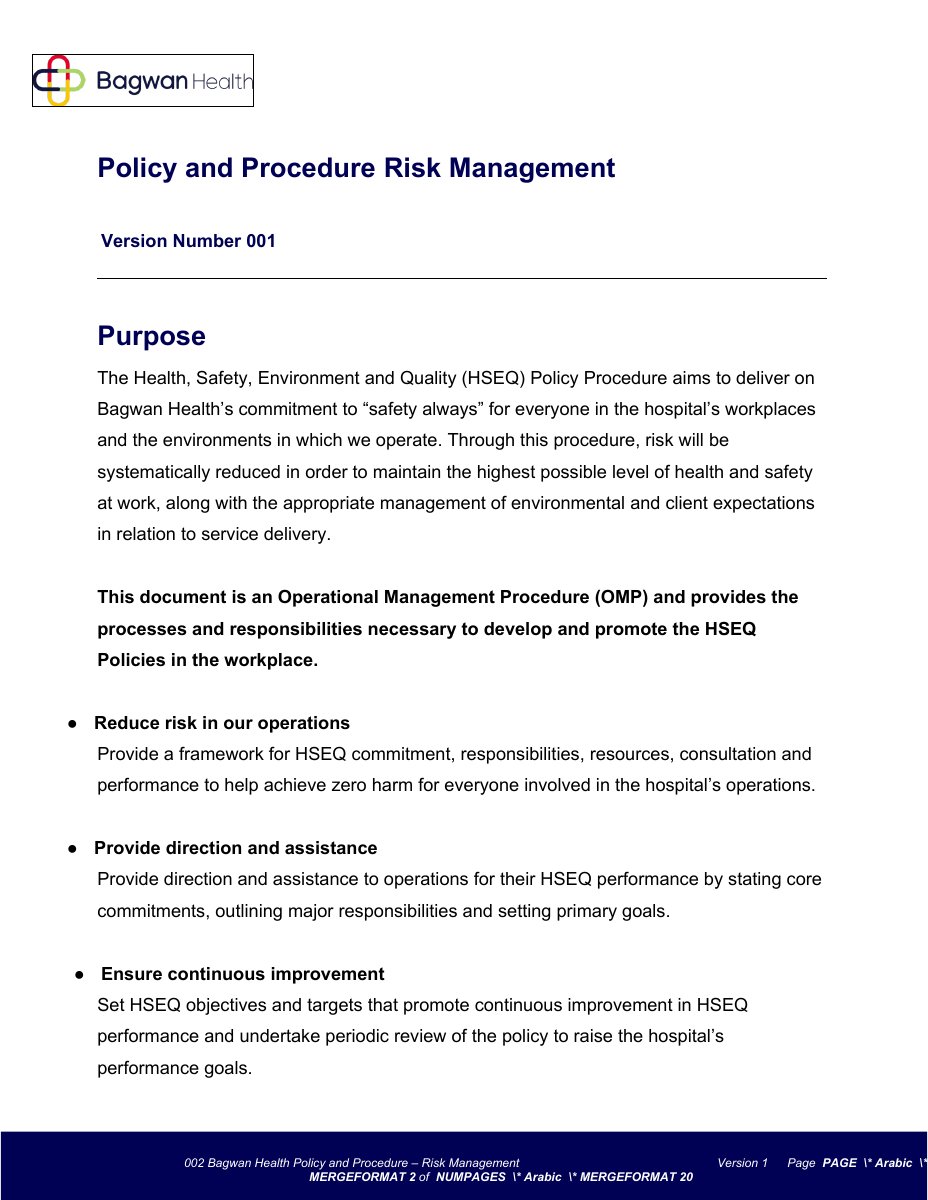 Bagwan Health
Policy and Procedure Risk Management
Version Number 001
Purpose
The Health, Safety, Environment and Quality (HSEQ) Policy Procedure aims to deliver on
Bagwan Health’s commitment to “safety always” for everyone in the hospital’s workplaces
and the environments in which we operate. Through this procedure, risk will be
systematically reduced in order to maintain the highest possible level of health and safety
at work, along with the appropriate management of environmental and client expectations
in relation to service delivery.
This document is an Operational Management Procedure (OMP) and provides the
processes and responsibilities necessary to develop and promote the HSEQ
Policies in the workplace.
● Reduce risk in our operations
Provide a framework for HSEQ commitment, responsibilities, resources, consultation and
performance to help achieve zero harm for everyone involved in the hospital’s operations.
● Provide direction and assistance
Provide direction and assistance to operations for their HSEQ performance by stating core
commitments, outlining major responsibilities and setting primary goals.
● Ensure continuous improvement
Set HSEQ objectives and targets that promote continuous improvement in HSEQ
performance and undertake periodic review of the policy to raise the hospital’s
performance goals.
002 Bagwan Health Policy and Procedure – Risk Management Version 1 Page PAGE \* Arabic \*
MERGEFORMAT 2 of NUMPAGES \* Arabic \* MERGEFORMAT 20